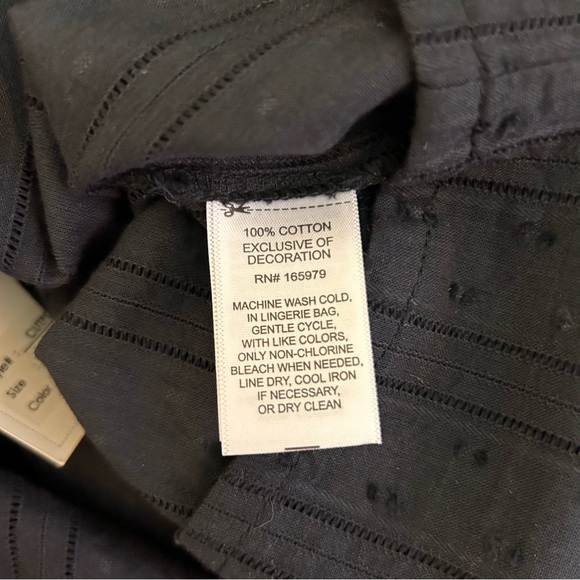 100% COTTON
EXCLUSIVE OF
DECORATION
RN# 165979
MACHINE WASH COLD,
IN LINGERIE BAG,
GENTLE CYCLE,
WITH LIKE COLORS,
ONLY NON-CHLORINE
BLEACH WHEN NEEDED,
LINE DRY, COOL IRON
IF NECESSARY,
OR DRY CLEAN
Size
Color